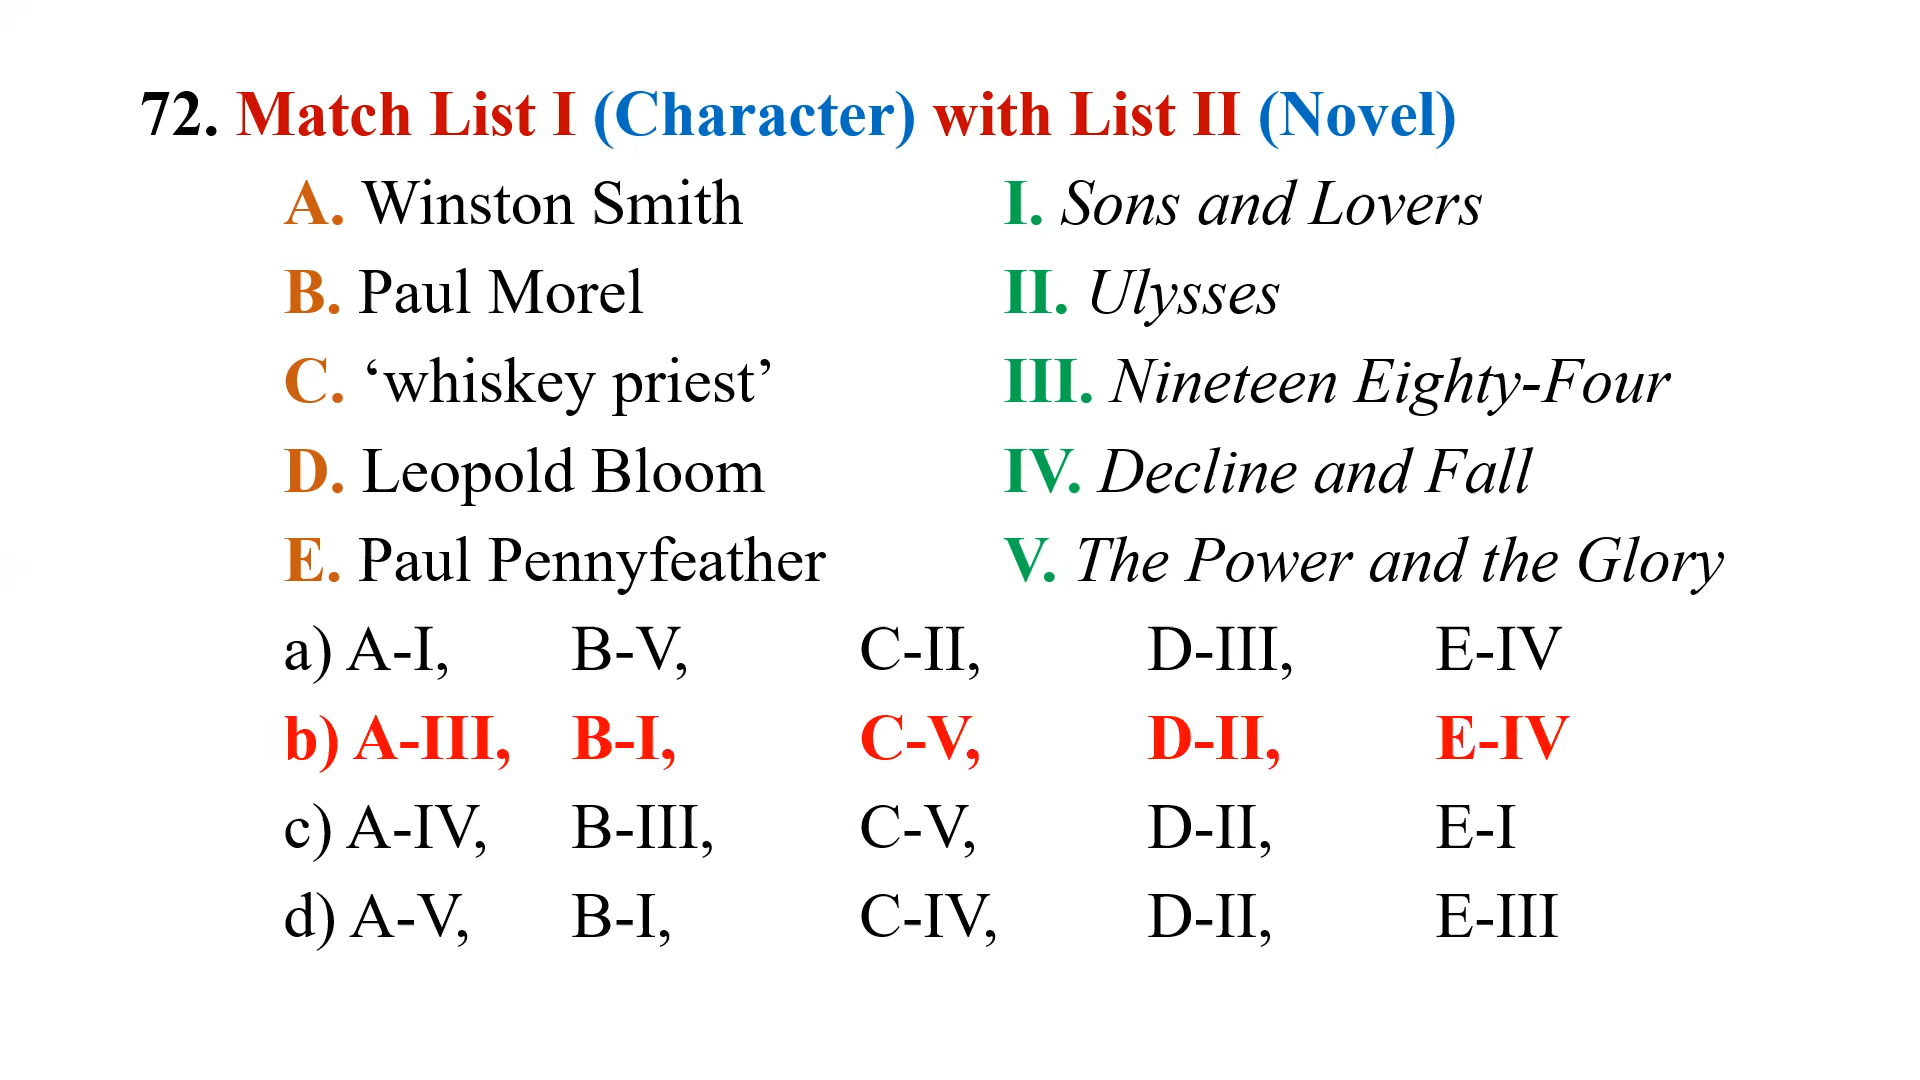 72. Match List I (Character) with List II (Novel)
A. Winston Smith I. Sons and Lovers
B. Paul Morel II. Ulysses
C. ‘whiskey priest’ III. Nineteen Eighty-Four
D. Leopold Bloom IV. Decline and Fall
E. Paul Pennyfeather V. The Power and the Glory
a) A-I, B-V, C-II, D-III, E-IV
b) A-III, B-I, C-V, D-II, E-IV
c) A-IV, B-III, C-V, D-II, E-I
d) A-V, B-I, C-IV, D-II, E-III